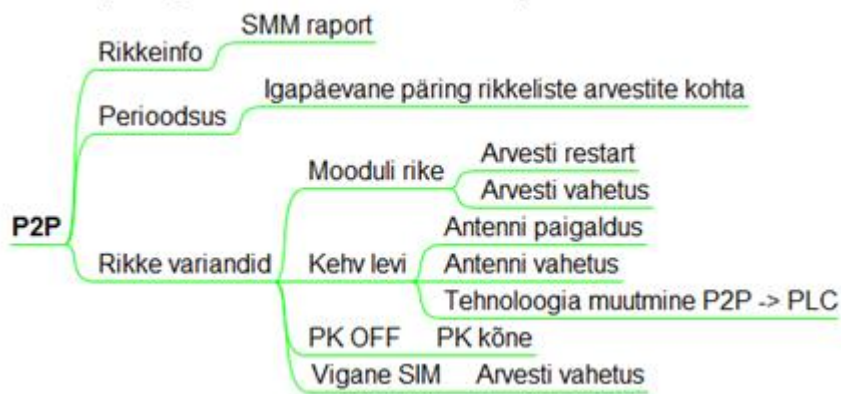 SMM raport
Rikkeinfo
Igapäevane päring rikkeliste arvestite kohta
Perioodsus
Arvesti restart
Mooduli rike
Arvesti vahetus
P2P
Antenni paigaldus
Rikke variandid
Kehv levi
Antenni vahetus
Tehnoloogia muutmine P2P -> PLC
PK OFF PK kõne
Vigane SIM Arvesti vahetus